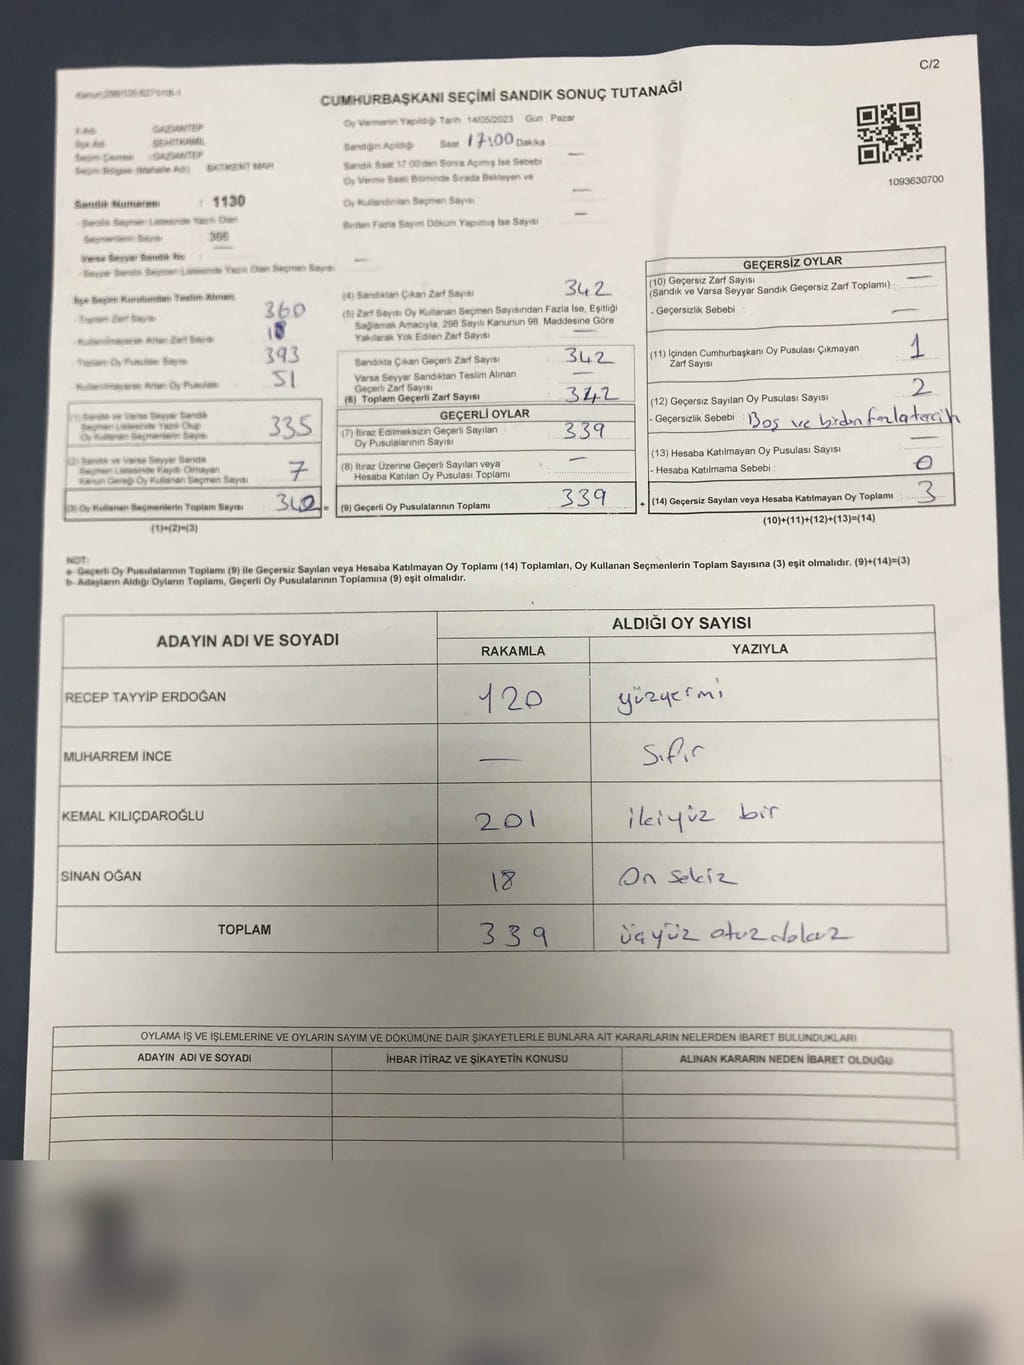 C/2
CUMHURBAŞKANI SEÇİMİ SANDIK SONUÇ TUTANAĞI
1093630700
İl Adı GAZİANTEP
İlçe Adı ŞEHİTKAMİL
Seçim Çevresi : GAZİANTEP
Seçim Bölgesi (Mahalle Adı) BATIKENT MAH.
Sandık Numarası : 1130
Sandık Seçmen Listesinde Yazılı Olan
Seçmenlerin Sayısı
Varsa Seyyar Sandık No
- Seyyar Sandık Seçmen Listesinde Yazılı Olan Seçmen Sayısı —
Oy Vermenin Yapıldığı Tarih 14/05/2023 Gün : Pazar
Sandığın Açıldığı Saat 17:00 Dakika
Sandık Saat 17.00'den Sonra Açılmış İse Sebebi —
Oy Verme Saati Bitiminde Sırada Bekleyen ve
Oy Kullandırılan Seçmen Sayısı —
Birden Fazla Sayım Döküm Yapılmış İse Sayısı —
İlçe Seçim Kurulundan Teslim Alınan;
- Toplam Zarf Sayısı 360
- Kullanılmayarak Artan Zarf Sayısı 18
- Toplam Oy Pusulası Sayısı 393
- Kullanılmayarak Artan Oy Pusulası 51
(1) Sandık ve Varsa Seyyar Sandık
Seçmen Listesinde Yazılı Olup
Oy Kullanan Seçmenlerin Sayısı 335
(2) Sandık ve Varsa Seyyar Sandık
Seçmen Listesinde Kayıtlı Olmayan
Kanun Gereği Oy Kullanan Seçmen Sayısı 7
(3) Oy Kullanan Seçmenlerin Toplam Sayısı =
(1)+(2)=(3)
(4) Sandıktan Çıkan Zarf Sayısı : 342
(5) Zarf Sayısı Oy Kullanan Seçmen Sayısından Fazla İse, Eşitliği
Sağlamak Amacıyla, 298 Sayılı Kanunun 98. Maddesine Göre
Yakılarak Yok Edilen Zarf Sayısı : —
Sandıkta Çıkan Geçerli Zarf Sayısı : 342
Varsa Seyyar Sandıktan Teslim Alınan
Geçerli Zarf Sayısı : —
(6) Toplam Geçerli Zarf Sayısı : 342
GEÇERLİ OYLAR
(7) İtiraz Edilmeksizin Geçerli Sayılan
Oy Pusulalarının Sayısı : 339
(8) İtiraz Üzerine Geçerli Sayılan veya
Hesaba Katılan Oy Pusulası Toplamı : —
(9) Geçerli Oy Pusulalarının Toplamı : 339 +
GEÇERSİZ OYLAR
(10) Geçersiz Zarf Sayısı
(Sandık ve Varsa Seyyar Sandık Geçersiz Zarf Toplamı) : —
- Geçersizlik Sebebi : —
(11) İçinden Cumhurbaşkanı Oy Pusulası Çıkmayan
Zarf Sayısı : 1
(12) Geçersiz Sayılan Oy Pusulası Sayısı : 2
- Geçersizlik Sebebi : Boş ve birden fazla tercih
(13) Hesaba Katılmayan Oy Pusulası Sayısı : —
- Hesaba Katılmama Sebebi : 0
(14) Geçersiz Sayılan veya Hesaba Katılmayan Oy Toplamı : 3
(10)+(11)+(12)+(13)=(14)
NOT:
a- Geçerli Oy Pusulalarının Toplamı (9) ile Geçersiz Sayılan veya Hesaba Katılmayan Oy Toplamı (14) Toplamları, Oy Kullanan Seçmenlerin Toplam Sayısına (3) eşit olmalıdır. (9)+(14)=(3)
b- Adayların Aldığı Oyların Toplamı, Geçerli Oy Pusulalarının Toplamına (9) eşit olmalıdır.
ADAYIN ADI VE SOYADI ALDIĞI OY SAYISI
RAKAMLA YAZIYLA
RECEP TAYYİP ERDOĞAN 120 yüzyirmi
MUHARREM İNCE — Sıfır
KEMAL KILIÇDAROĞLU 201 ikiyüz bir
SİNAN OĞAN 18 On sekiz
TOPLAM 339 üçyüz otuz dokuz
OYLAMA İŞ VE İŞLEMLERİNE VE OYLARIN SAYIM VE DÖKÜMÜNE DAİR ŞİKAYETLERLE BUNLARA AİT KARARLARIN NELERDEN İBARET BULUNDUKLARI
ADAYIN ADI VE SOYADI İHBAR İTİRAZ VE ŞİKAYETİN KONUSU ALINAN KARARIN NEDEN İBARET OLDUĞU